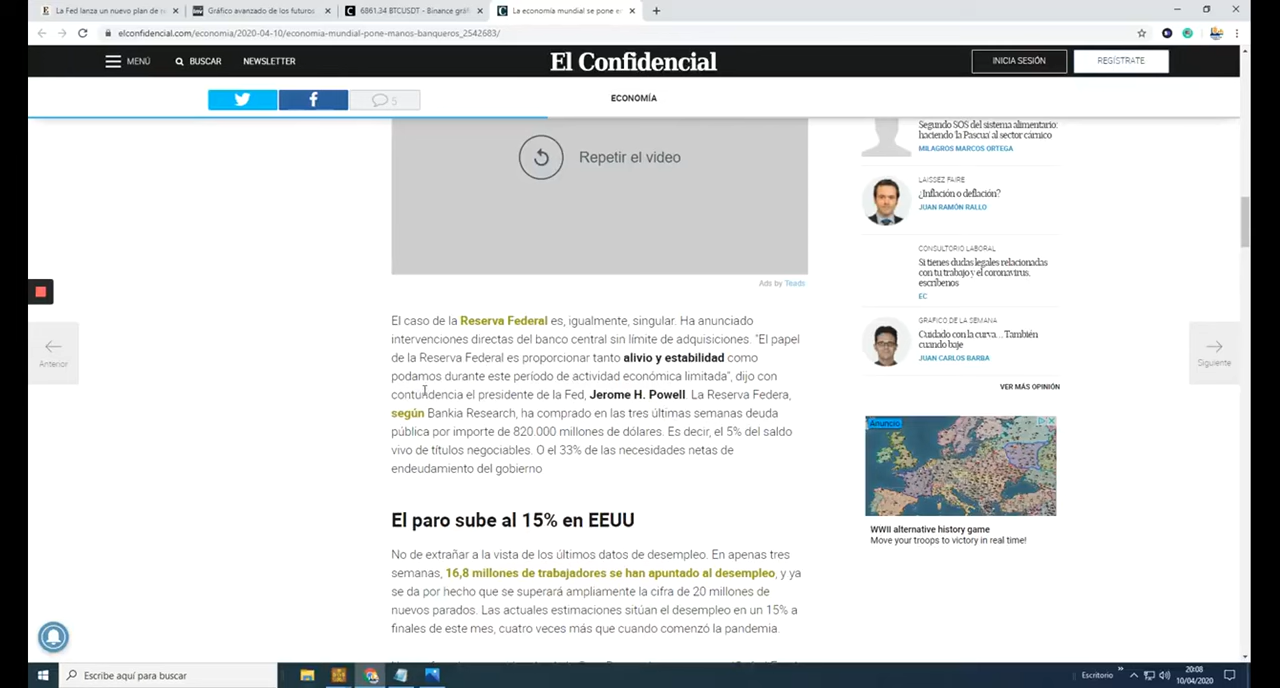 La Fed lanza un nuevo plan de re
Gráfico avanzado de los futuros
6861.34 BTCUSDT - Binance gráf
La economía mundial se pone en
elconfidencial.com/economia/2020-04-10/economia-mundial-pone-manos-banqueros_2542683/
MENÚ
BUSCAR
NEWSLETTER
El Confidencial
INICIA SESIÓN
REGÍSTRATE
5
ECONOMÍA
Repetir el video
Ads by Teads
Anterior
Siguiente
El caso de la Reserva Federal es, igualmente, singular. Ha anunciado
intervenciones directas del banco central sin límite de adquisiciones. "El papel
de la Reserva Federal es proporcionar tanto alivio y estabilidad como
podamos durante este período de actividad económica limitada", dijo con
contundencia el presidente de la Fed, Jerome H. Powell. La Reserva Federa,
según Bankia Research, ha comprado en las tres últimas semanas deuda
pública por importe de 820.000 millones de dólares. Es decir, el 5% del saldo
vivo de títulos negociables. O el 33% de las necesidades netas de
endeudamiento del gobierno
El paro sube al 15% en EEUU
No de extrañar a la vista de los últimos datos de desempleo. En apenas tres
semanas, 16,8 millones de trabajadores se han apuntado al desempleo, y ya
se da por hecho que se superará ampliamente la cifra de 20 millones de
nuevos parados. Las actuales estimaciones sitúan el desempleo en un 15% a
finales de este mes, cuatro veces más que cuando comenzó la pandemia.
Segundo SOS del sistema alimentario:
haciendo la 'Pascua' al sector cárnico
MILAGROS MARCOS ORTEGA
LAISSEZ FAIRE
¿Inflación o deflación?
JUAN RAMÓN RALLO
CONSULTORIO LABORAL
Si tienes dudas legales relacionadas
con tu trabajo y el coronavirus,
escríbenos
EC
GRÁFICO DE LA SEMANA
Cuidado con la curva... También
cuando baje
JUAN CARLOS BARBA
VER MÁS OPINIÓN
Anuncio
WWII alternative history game
Move your troops to victory in real time!
Escribe aquí para buscar
Escritorio
20:08
10/04/2020